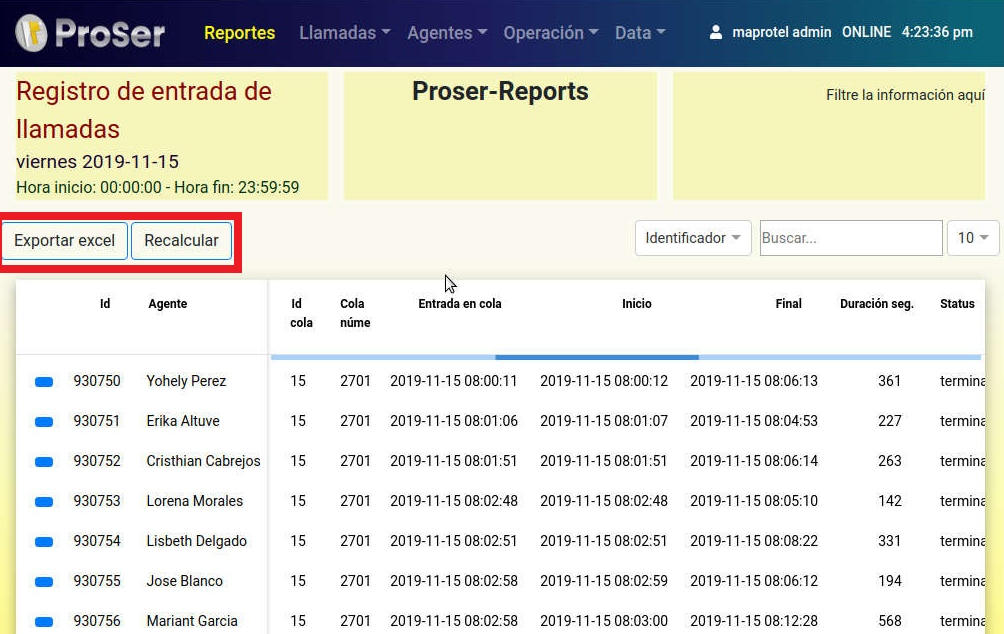 ProSer Reportes Llamadas Agentes Operación Data maprotel admin ONLINE 4:23:36 pm
Registro de entrada de
llamadas
viernes 2019-11-15
Hora inicio: 00:00:00 - Hora fin: 23:59:59
Proser-Reports
Filtre la información aquí
Exportar excel Recalcular Identificador Buscar... 10
Id Agente Id cola Cola núme Entrada en cola Inicio Final Duración seg. Status
930750 Yohely Perez 15 2701 2019-11-15 08:00:11 2019-11-15 08:00:12 2019-11-15 08:06:13 361 termina
930751 Erika Altuve 15 2701 2019-11-15 08:01:06 2019-11-15 08:01:07 2019-11-15 08:04:53 227 termina
930752 Cristhian Cabrejos 15 2701 2019-11-15 08:01:51 2019-11-15 08:01:51 2019-11-15 08:06:14 263 termina
930753 Lorena Morales 15 2701 2019-11-15 08:02:48 2019-11-15 08:02:48 2019-11-15 08:05:10 142 termina
930754 Lisbeth Delgado 15 2701 2019-11-15 08:02:51 2019-11-15 08:02:51 2019-11-15 08:08:22 331 termina
930755 Jose Blanco 15 2701 2019-11-15 08:02:58 2019-11-15 08:02:59 2019-11-15 08:06:12 194 termina
930756 Mariant Garcia 15 2701 2019-11-15 08:02:58 2019-11-15 08:03:00 2019-11-15 08:12:28 568 termina